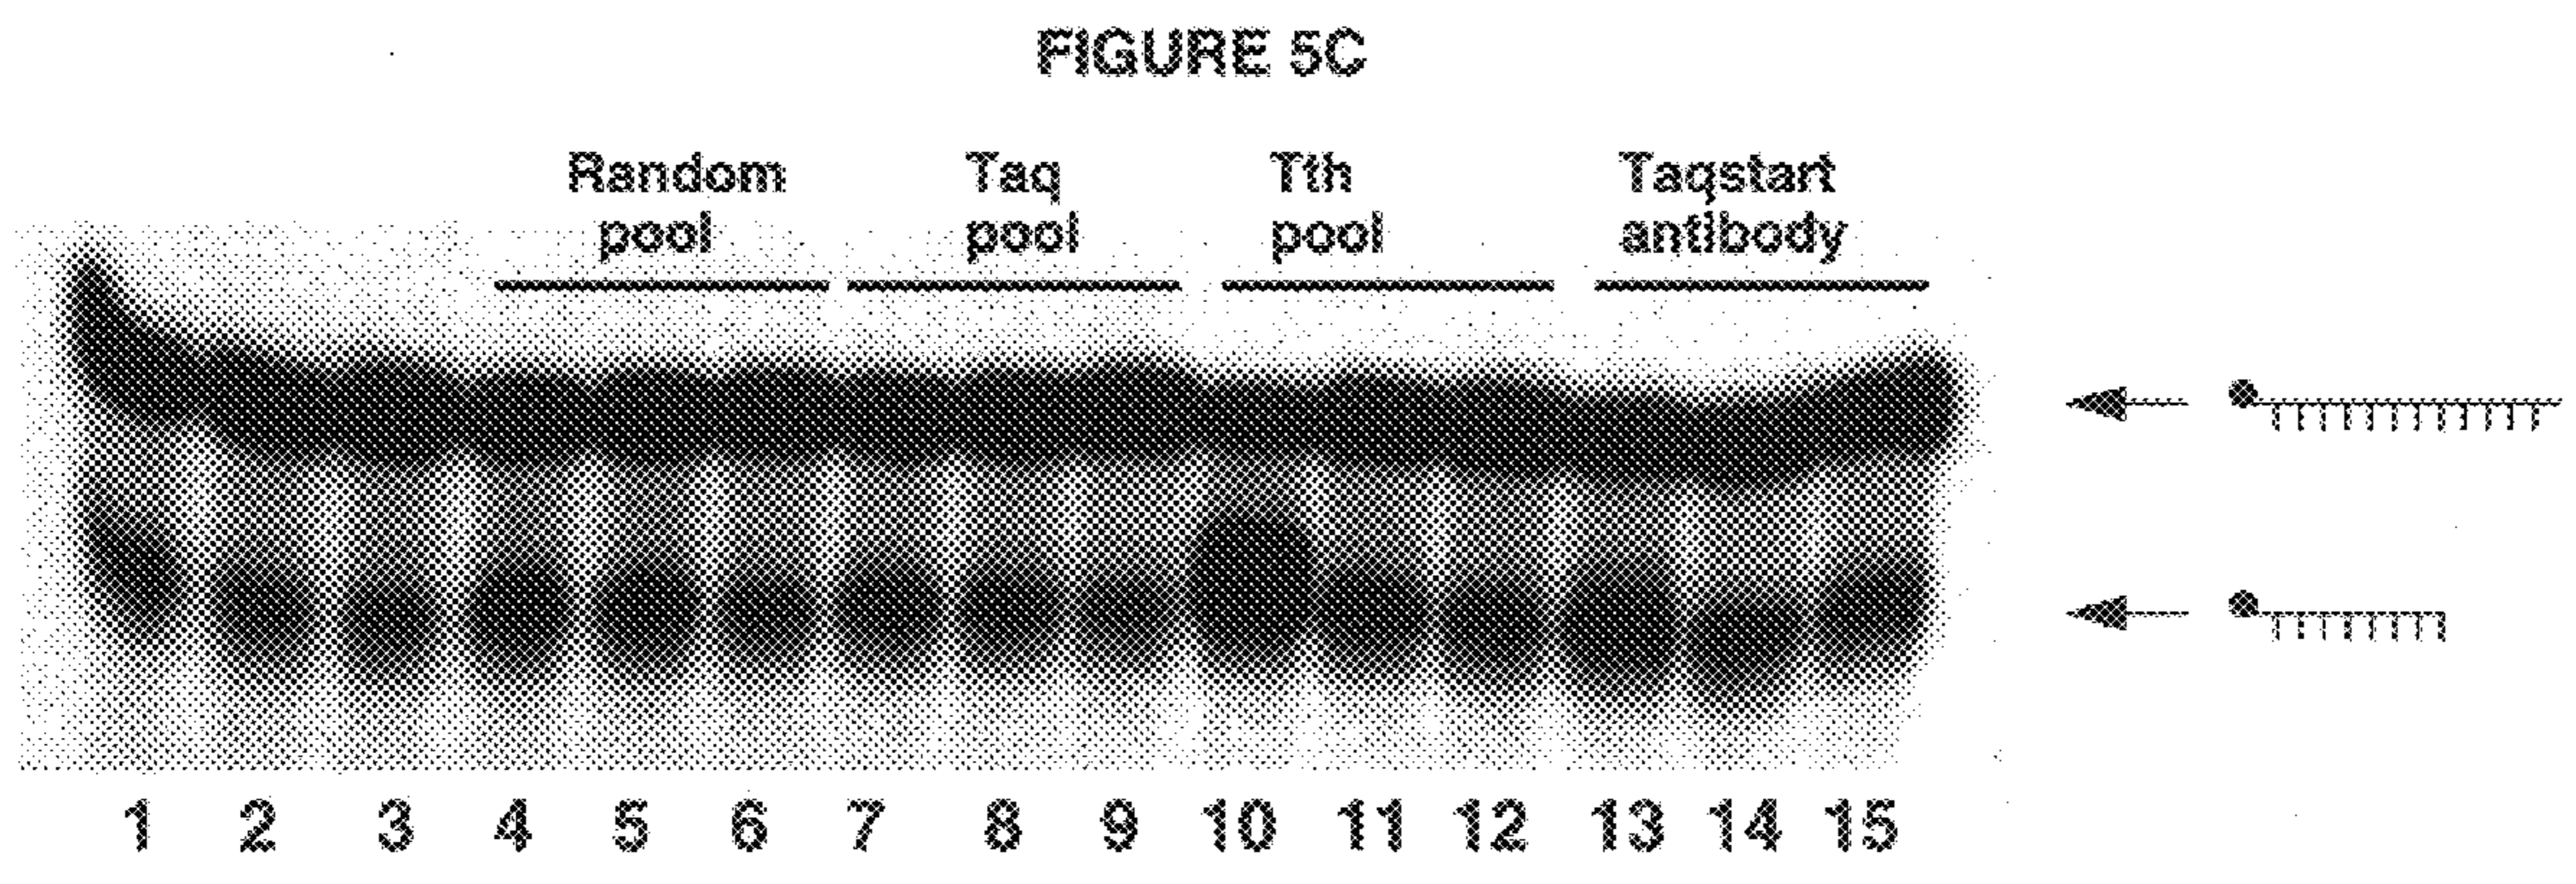 FIGURE 5C
Random pool
Taq pool
Tth pool
Taqstart antibody
1 2 3 4 5 6 7 8 9 10 11 12 13 14 15